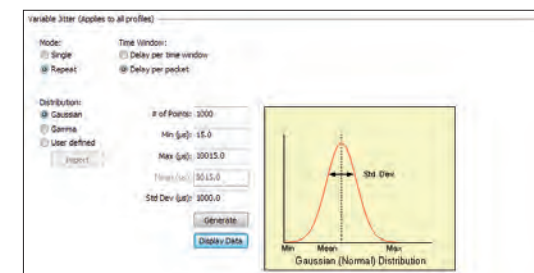 Variable Jitter (Applies to all profiles)
Mode:
Single
Repeat
Time Window:
Delay per time window
Delay per packet
Distribution:
Gaussian
Gamma
User defined
Import
# of Points: 1000
Min (µs): 15.0
Max (µs): 10015.0
Mean (µs): 5015.0
Std Dev (µs): 1000.0
Generate
Display Data
Std. Dev.
Min Mean Max
Gaussian (Normal) Distribution